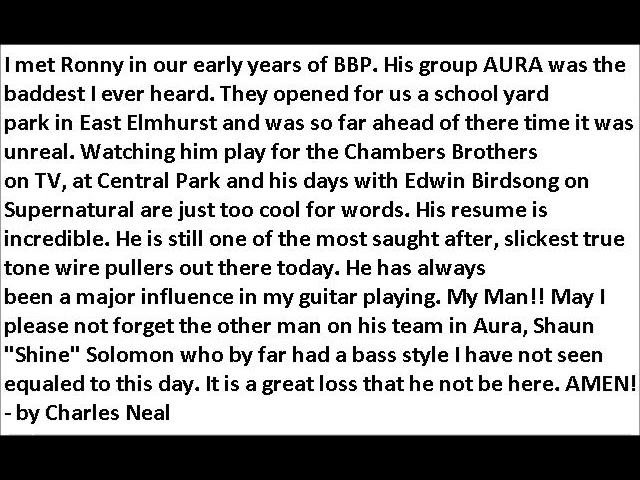 I met Ronny in our early years of BBP. His group AURA was the
baddest I ever heard. They opened for us a school yard
park in East Elmhurst and was so far ahead of there time it was
unreal. Watching him play for the Chambers Brothers
on TV, at Central Park and his days with Edwin Birdsong on
Supernatural are just too cool for words. His resume is
incredible. He is still one of the most saught after, slickest true
tone wire pullers out there today. He has always
been a major influence in my guitar playing. My Man!! May I
please not forget the other man on his team in Aura, Shaun
"Shine" Solomon who by far had a bass style I have not seen
equaled to this day. It is a great loss that he not be here. AMEN!
- by Charles Neal